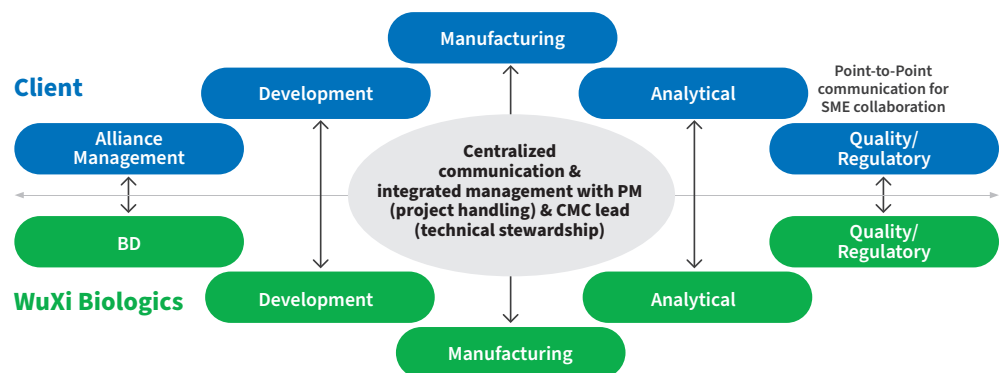 Manufacturing
Client
Development
Analytical
Point-to-Point
communication for
SME collaboration
Alliance
Management
Quality/
Regulatory
Centralized
communication &
integrated management with PM
(project handling) & CMC lead
(technical stewardship)
BD
Quality/
Regulatory
WuXi Biologics
Development
Analytical
Manufacturing